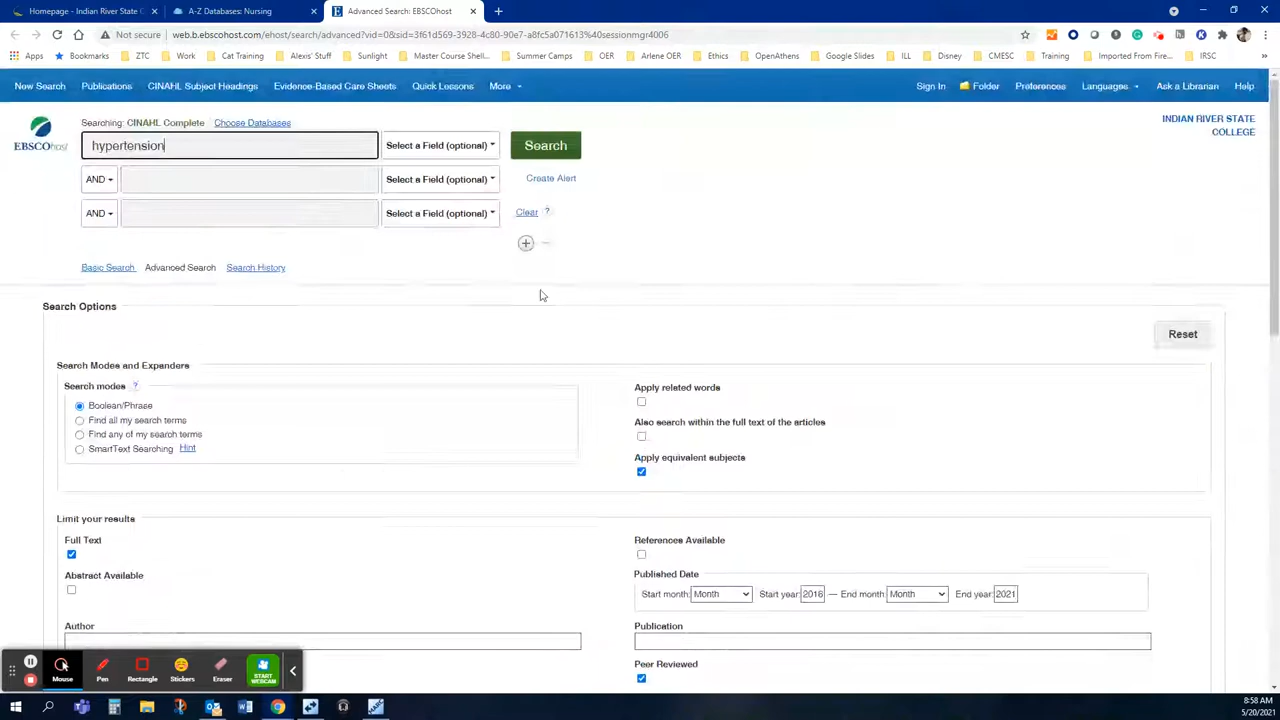 Homepage - Indian River State C
A-Z Databases: Nursing
Advanced Search: EBSCOhost
Not secure web.b.ebscohost.com/ehost/search/advanced?vid=0&sid=3f61d569-3928-4c80-90e7-a8fc5a071613%40sessionmgr4006
Apps Bookmarks ZTC Work Cat Training Alexis' Stuff Sunlight Master Course Shell... Summer Camps OER Arlene OER Ethics OpenAthens Google Slides ILL Disney CMESC Training Imported From Fire... IRSC
New Search Publications CINAHL Subject Headings Evidence-Based Care Sheets Quick Lessons More Sign In Folder Preferences Languages Ask a Librarian Help
Searching: CINAHL Complete Choose Databases
INDIAN RIVER STATE
COLLEGE
EBSCOhost
hypertension Select a Field (optional) Search
AND Select a Field (optional) Create Alert
AND Select a Field (optional) Clear ?
Basic Search Advanced Search Search History
Search Options
Reset
Search Modes and Expanders
Search modes ?
Boolean/Phrase
Find all my search terms
Find any of my search terms
SmartText Searching Hint
Apply related words
Also search within the full text of the articles
Apply equivalent subjects
Limit your results
Full Text
References Available
Abstract Available
Published Date
Start month: Month Start year: 2016 — End month: Month End year: 2021
Author
Publication
Peer Reviewed
Mouse Pen Rectangle Stickers Eraser START WEBCAM
8:58 AM
5/20/2021